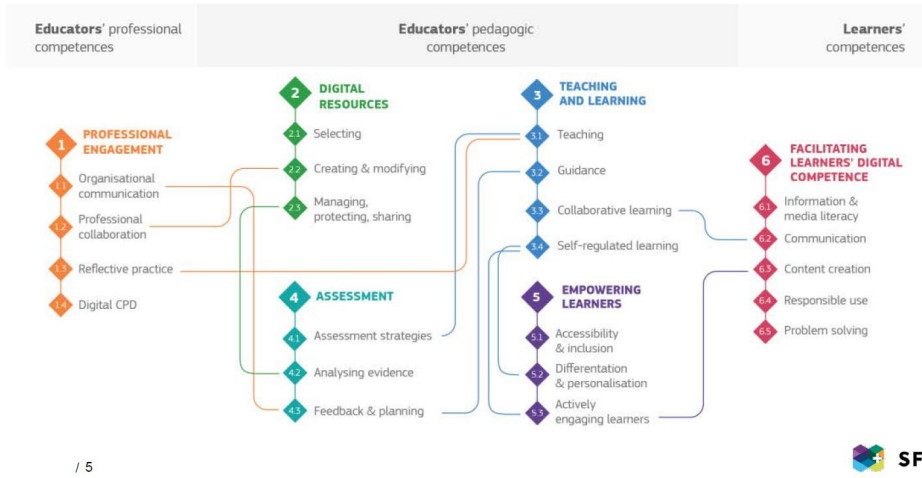 Educators' professional
competences
Educators' pedagogic
competences
Learners'
competences
1
PROFESSIONAL
ENGAGEMENT
1.1
Organisational
communication
1.2
Professional
collaboration
1.3
Reflective practice
1.4
Digital CPD
2
DIGITAL
RESOURCES
2.1
Selecting
2.2
Creating & modifying
2.3
Managing,
protecting, sharing
3
TEACHING
AND LEARNING
3.1
Teaching
3.2
Guidance
3.3
Collaborative learning
3.4
Self-regulated learning
4
ASSESSMENT
4.1
Assessment strategies
4.2
Analysing evidence
4.3
Feedback & planning
5
EMPOWERING
LEARNERS
5.1
Accessibility
& inclusion
5.2
Differentation
& personalisation
5.3
Actively
engaging learners
6
FACILITATING
LEARNERS' DIGITAL
COMPETENCE
6.1
Information &
media literacy
6.2
Communication
6.3
Content creation
6.4
Responsible use
6.5
Problem solving
/ 5
SF